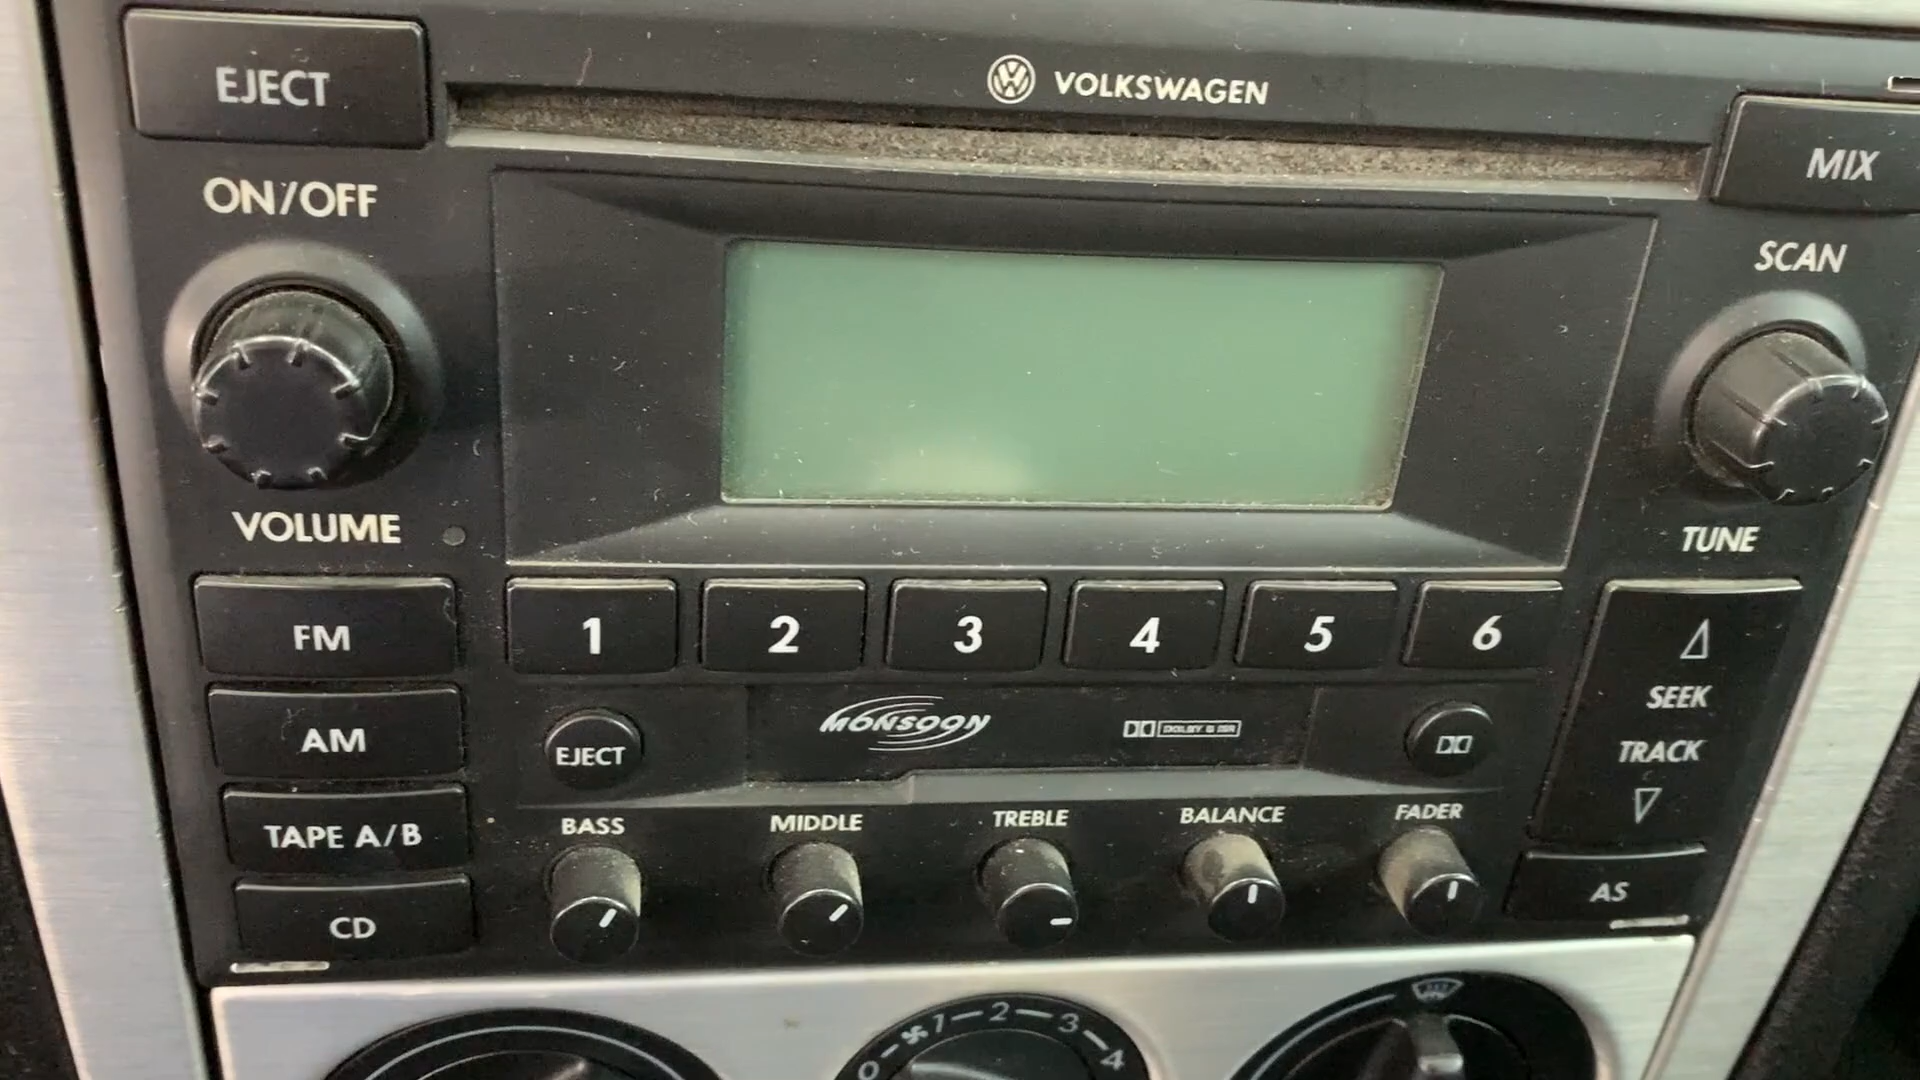 EJECT
VOLKSWAGEN
MIX
ON/OFF
SCAN
VOLUME
TUNE
FM
1 2 3 4 5 6
SEEK
AM
EJECT
MONSOON
TRACK
TAPE A/B
BASS MIDDLE TREBLE BALANCE FADER
CD
AS
0 1 2 3 4